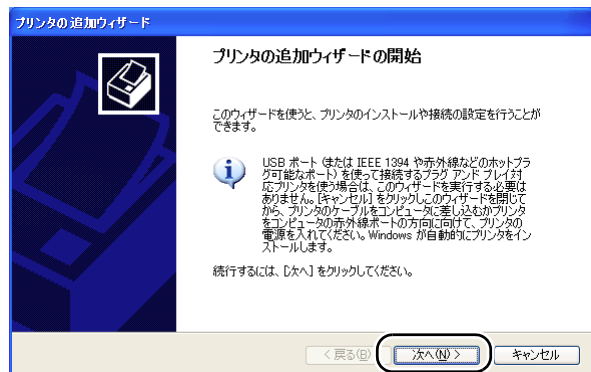 プリンタの追加ウィザード
プリンタの追加ウィザードの開始
このウィザードを使うと、プリンタのインストールや接続の設定を行うことが
できます。
USB ポート (または IEEE 1394 や赤外線などのホットプラ
グ可能なポート) を使って接続するプラグ アンド プレイ対
応プリンタを使う場合は、このウィザードを実行する必要は
ありません。[キャンセル] をクリックしてこのウィザードを閉じて
から、プリンタのケーブルをコンピュータに差し込むかプリンタ
をコンピュータの赤外線ポートの方向に向けて、プリンタの
電源を入れてください。Windows が自動的にプリンタをイン
ストールします。
続行するには、[次へ] をクリックしてください。
< 戻る(B)
次へ(N) >
キャンセル